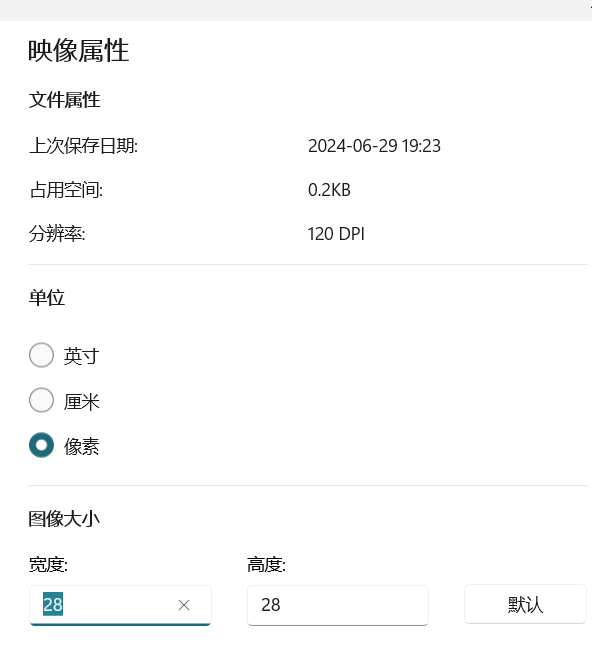 映像属性
文件属性
上次保存日期: 2024-06-29 19:23
占用空间: 0.2KB
分辨率: 120 DPI
单位
英寸
厘米
像素
图像大小
宽度: 高度:
28 28 默认